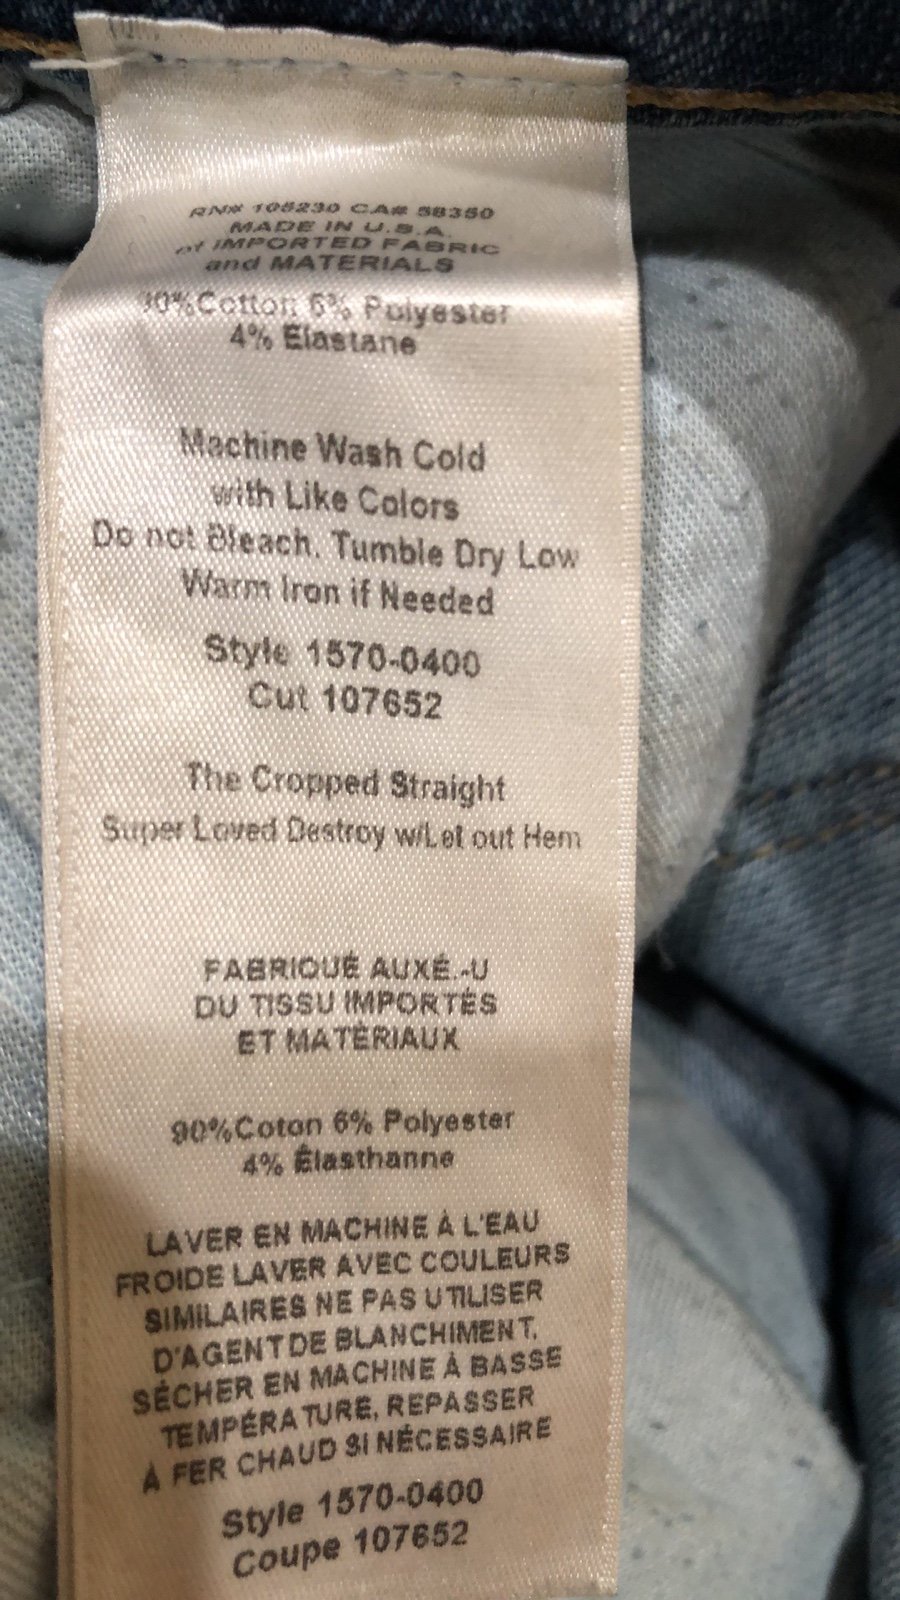 RN# 105230 CA# 58350
MADE IN U.S.A.
of IMPORTED FABRIC
and MATERIALS
90%Cotton 6% Polyester
4% Elastane
Machine Wash Cold
with Like Colors
Do not Bleach. Tumble Dry Low
Warm Iron if Needed
Style 1570-0400
Cut 107652
The Cropped Straight
Super Loved Destroy w/Let out Hem
FABRIQUÉ AUXÉ.-U
DU TISSU IMPORTÉS
ET MATÉRIAUX
90%Coton 6% Polyester
4% Élasthanne
LAVER EN MACHINE À L'EAU
FROIDE LAVER AVEC COULEURS
SIMILAIRES NE PAS UTILISER
D'AGENT DE BLANCHIMENT.
SÉCHER EN MACHINE À BASSE
TEMPÉRATURE, REPASSER
À FER CHAUD SI NÉCESSAIRE
Style 1570-0400
Coupe 107652